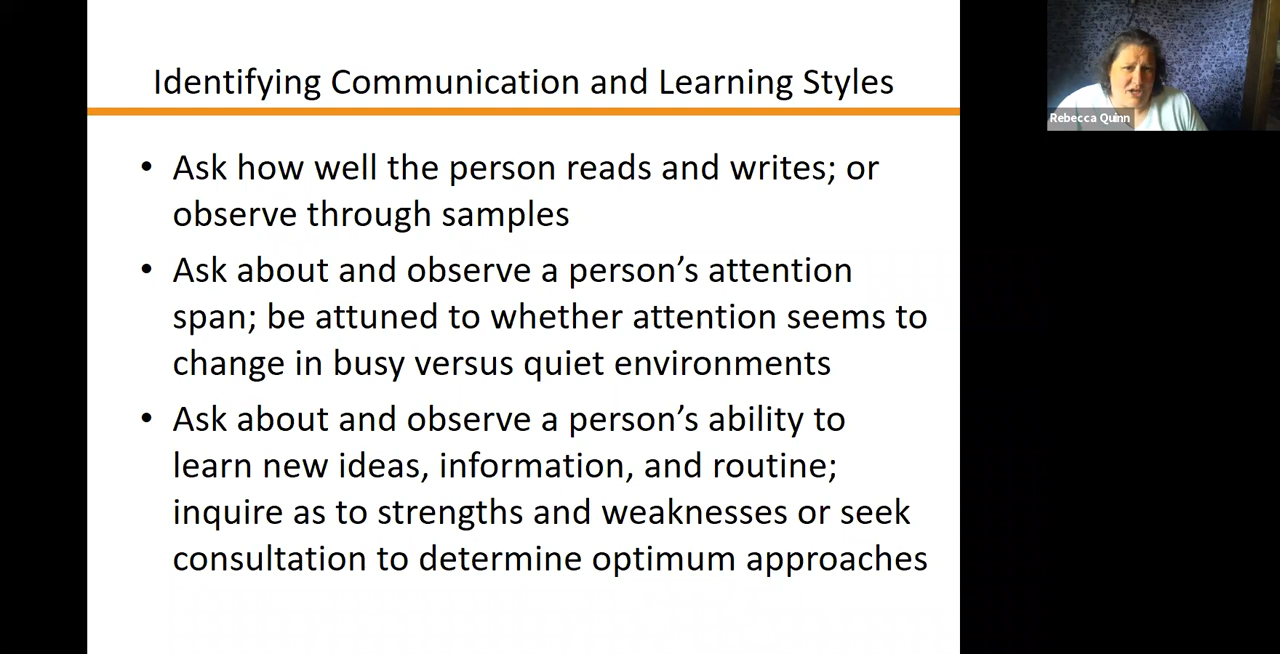 Identifying Communication and Learning Styles
• Ask how well the person reads and writes; or
observe through samples
• Ask about and observe a person’s attention
span; be attuned to whether attention seems to
change in busy versus quiet environments
• Ask about and observe a person’s ability to
learn new ideas, information, and routine;
inquire as to strengths and weaknesses or seek
consultation to determine optimum approaches
Rebecca Quinn